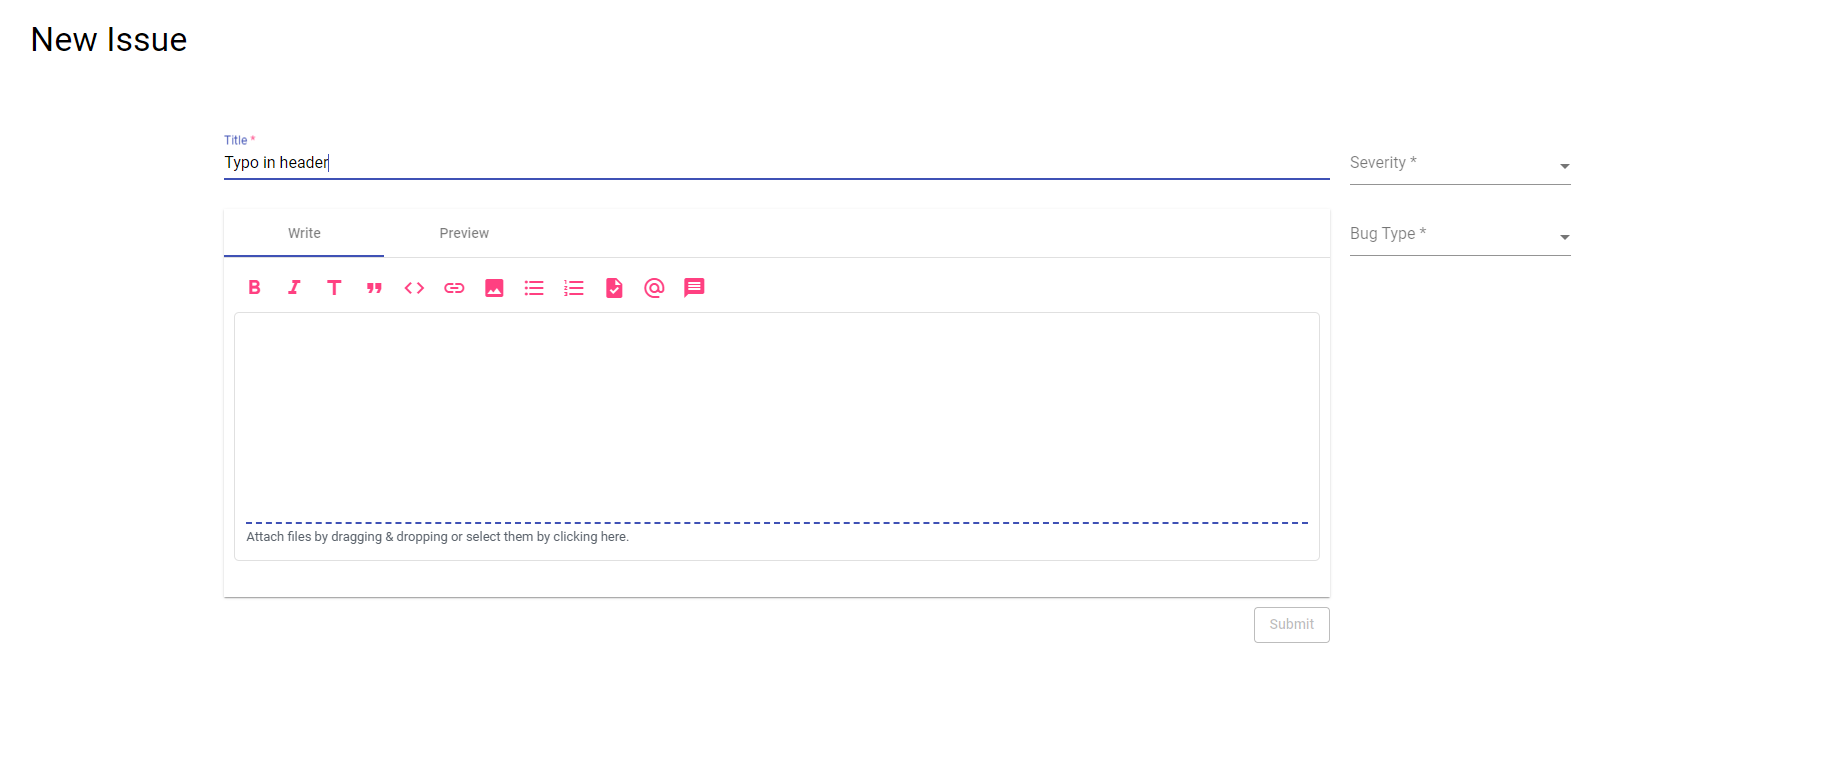 New Issue
Title *
Typo in header
Severity *
Write Preview
Bug Type *
Attach files by dragging & dropping or select them by clicking here.
Submit